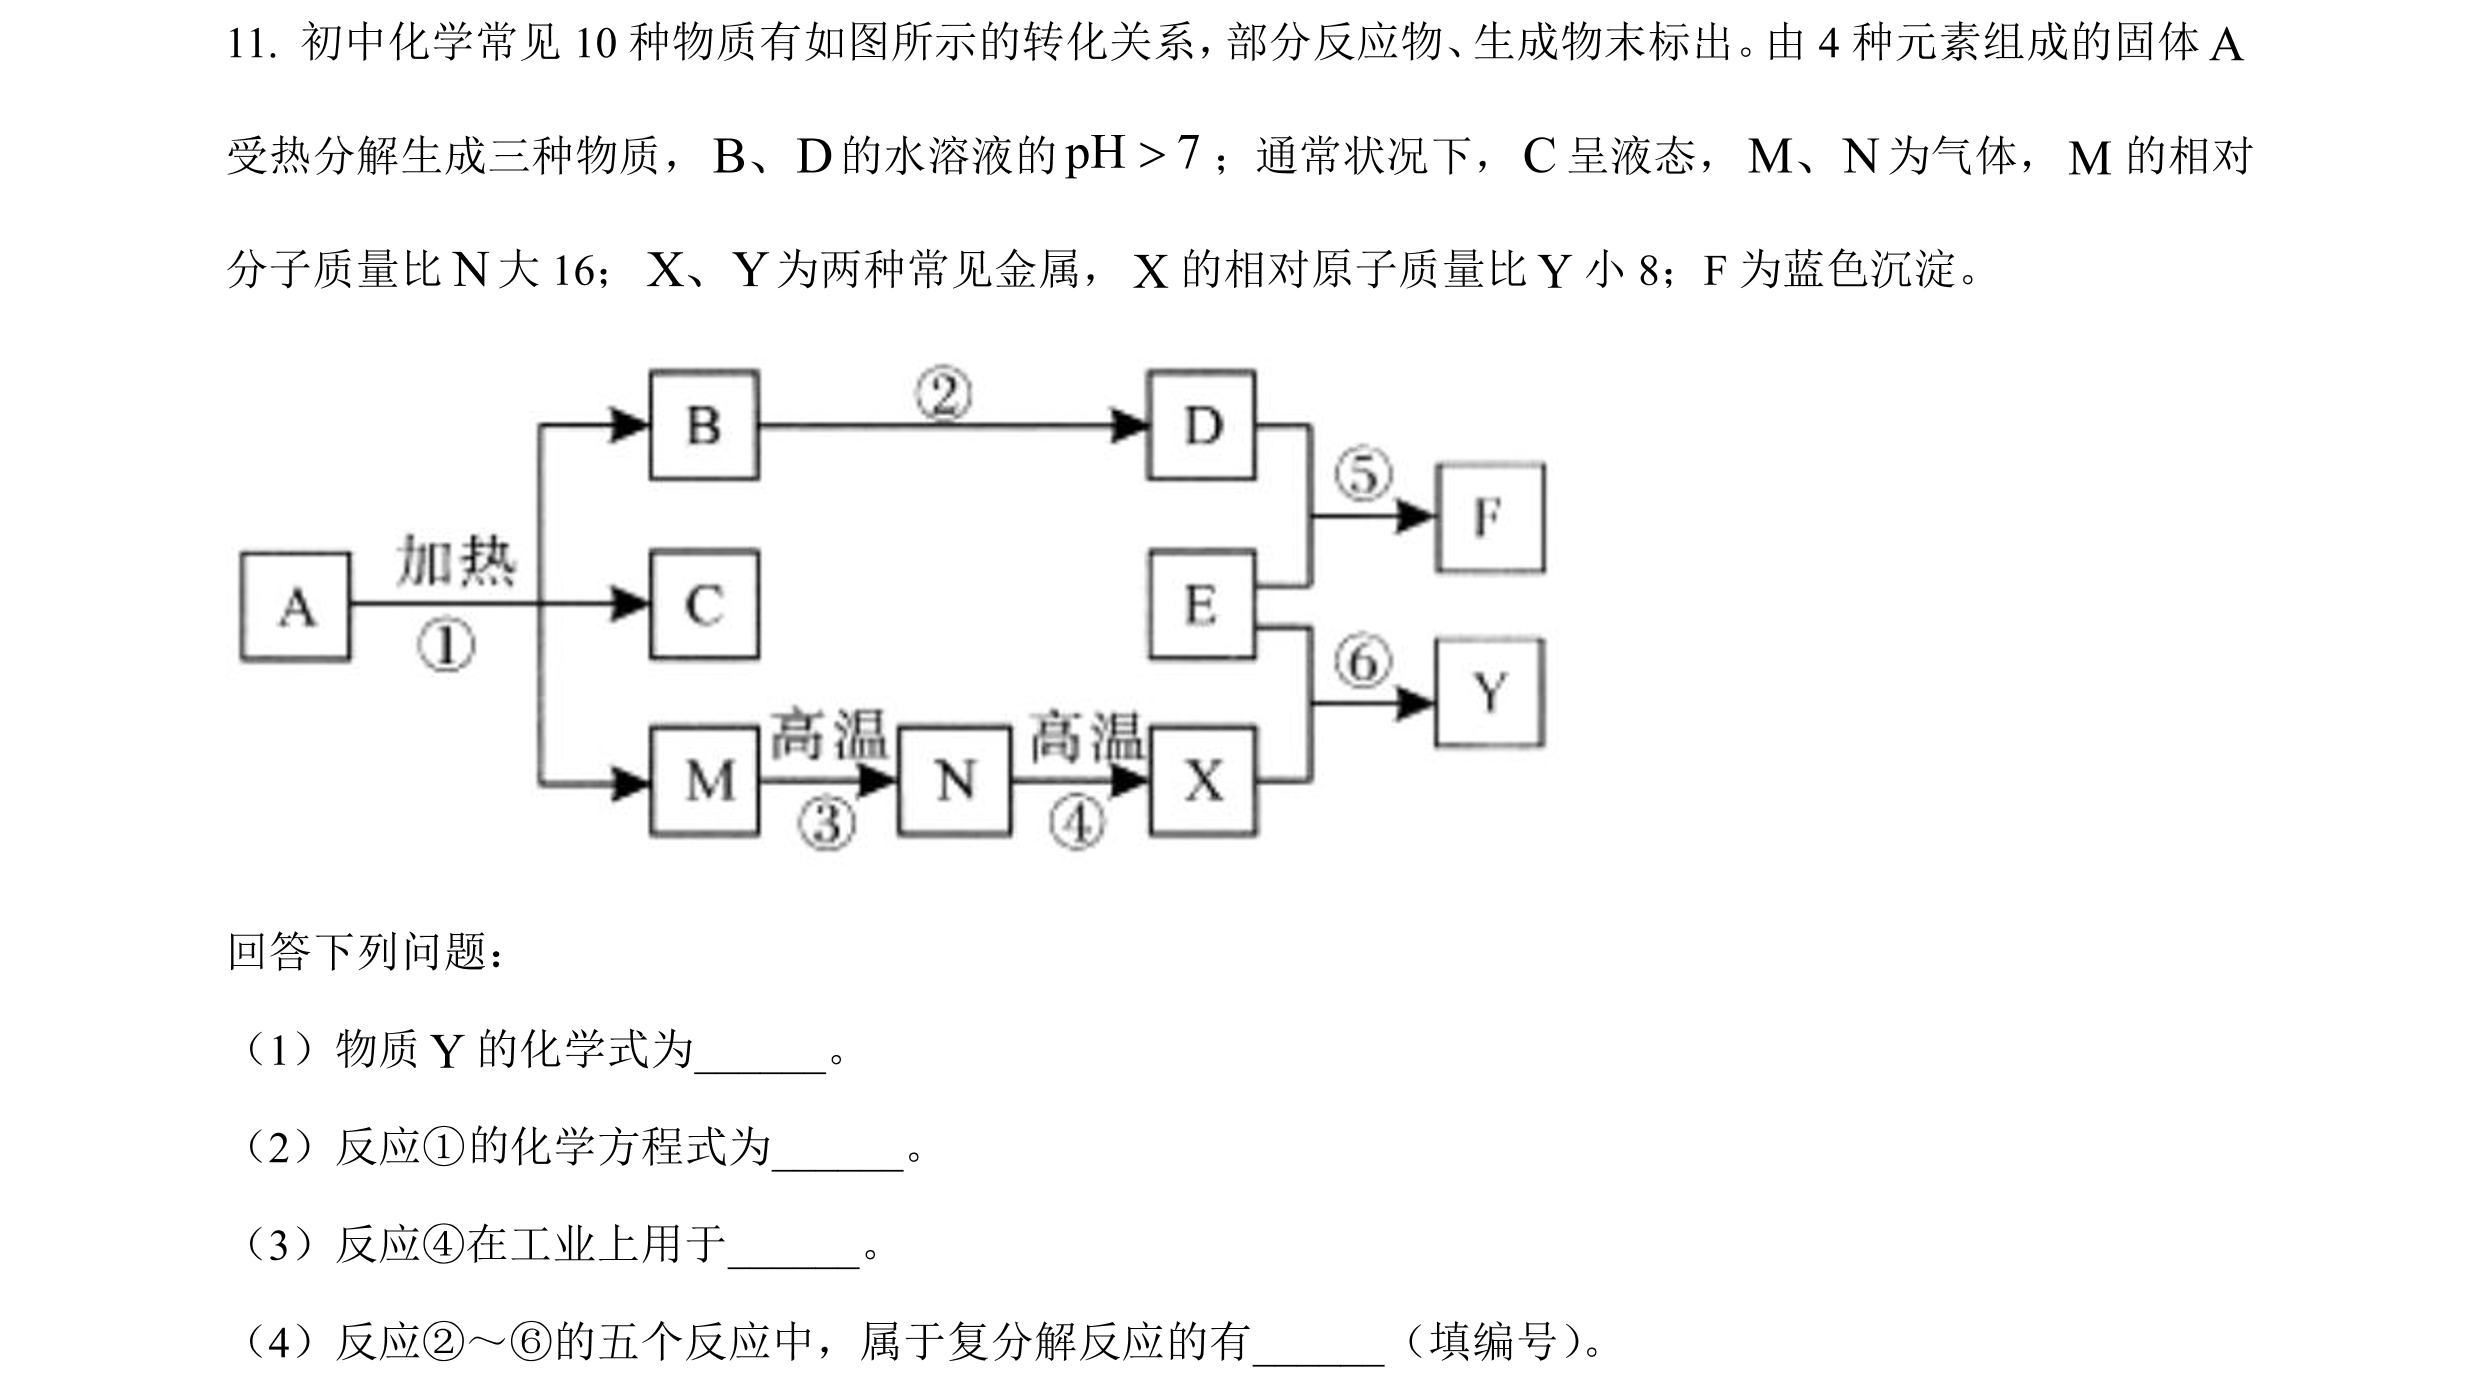 11. 初中化学常见 10 种物质有如图所示的转化关系，部分反应物、生成物末标出。由 4 种元素组成的固体 A
受热分解生成三种物质，B、D 的水溶液的 pH > 7；通常状况下，C 呈液态，M、N 为气体，M 的相对
分子质量比 N 大 16；X、Y 为两种常见金属，X 的相对原子质量比 Y 小 8；F 为蓝色沉淀。
B ② D
⑤ F
A 加热 ① C E
⑥ Y
M 高温 ③ N 高温 ④ X
回答下列问题：
（1）物质 Y 的化学式为______。
（2）反应①的化学方程式为______。
（3）反应④在工业上用于______。
（4）反应②～⑥的五个反应中，属于复分解反应的有______（填编号）。